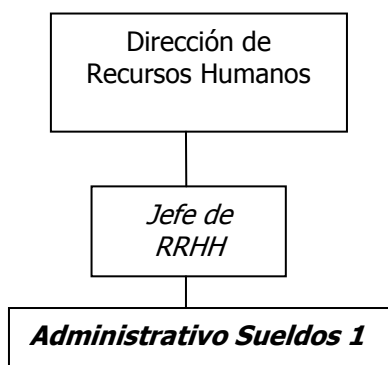 Dirección de
Recursos Humanos
Jefe de
RRHH
Administrativo Sueldos 1